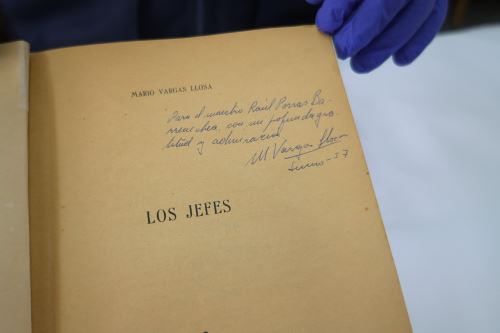 MARIO VARGAS LLOSA
Para el maestro Raúl Porras Ba-
rrenechea, con mi profunda gra-
titud y admiración
M Vargas Llosa
LOS JEFES